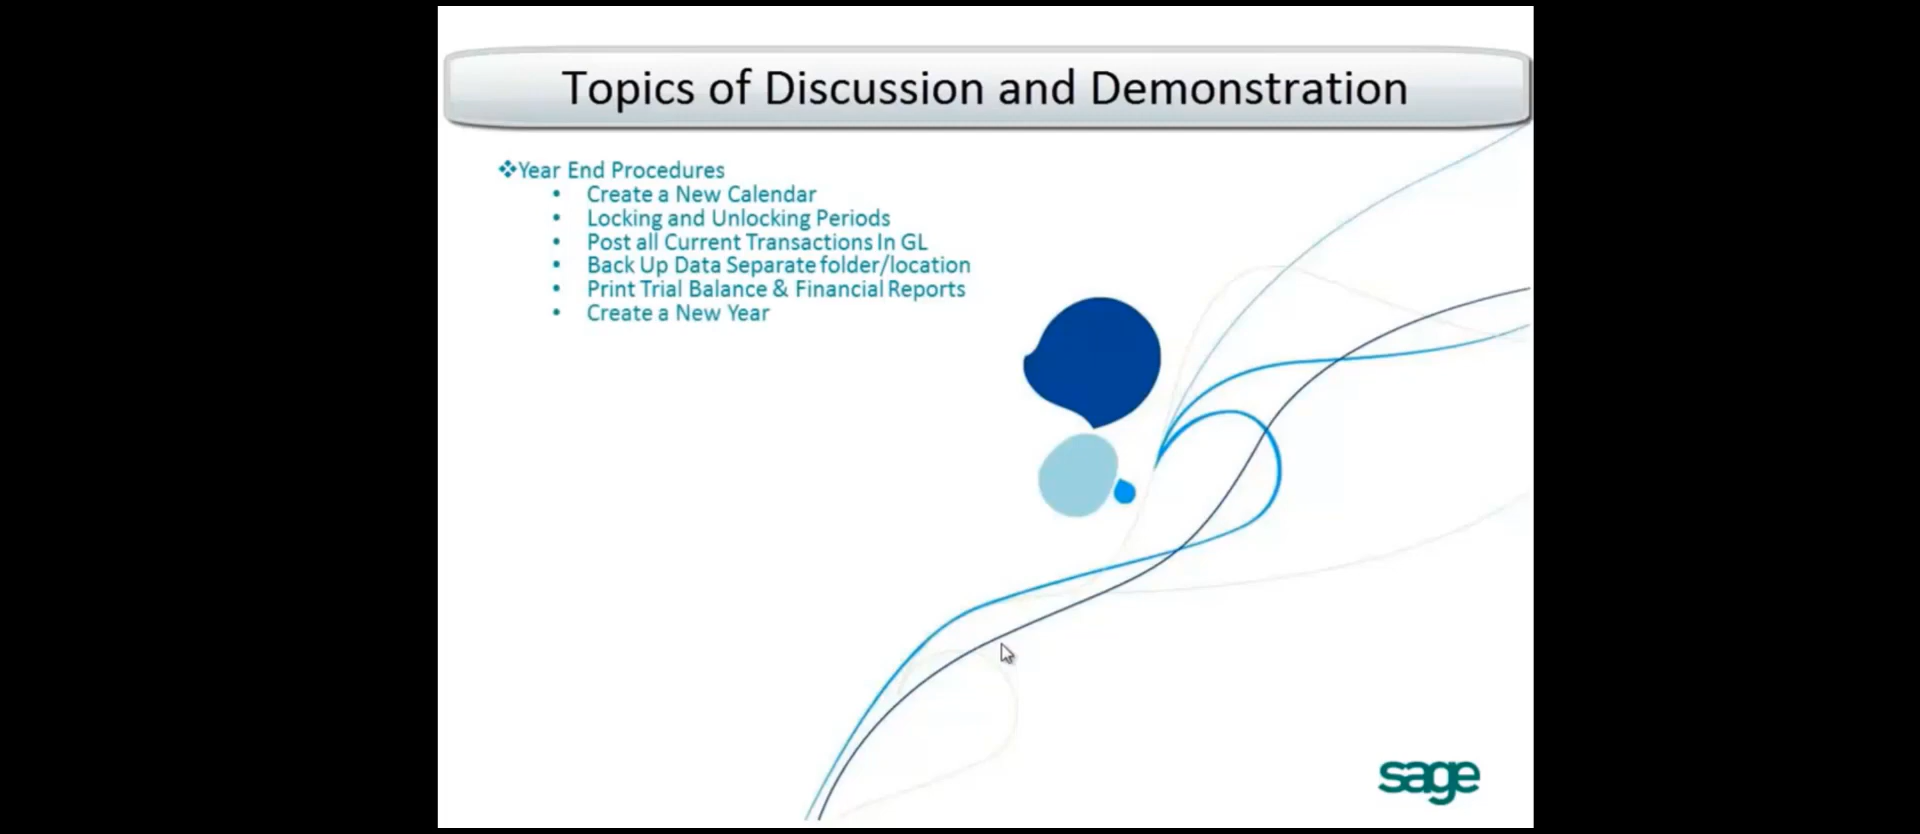 Topics of Discussion and Demonstration
❖Year End Procedures
• Create a New Calendar
• Locking and Unlocking Periods
• Post all Current Transactions In GL
• Back Up Data Separate folder/location
• Print Trial Balance & Financial Reports
• Create a New Year
sage